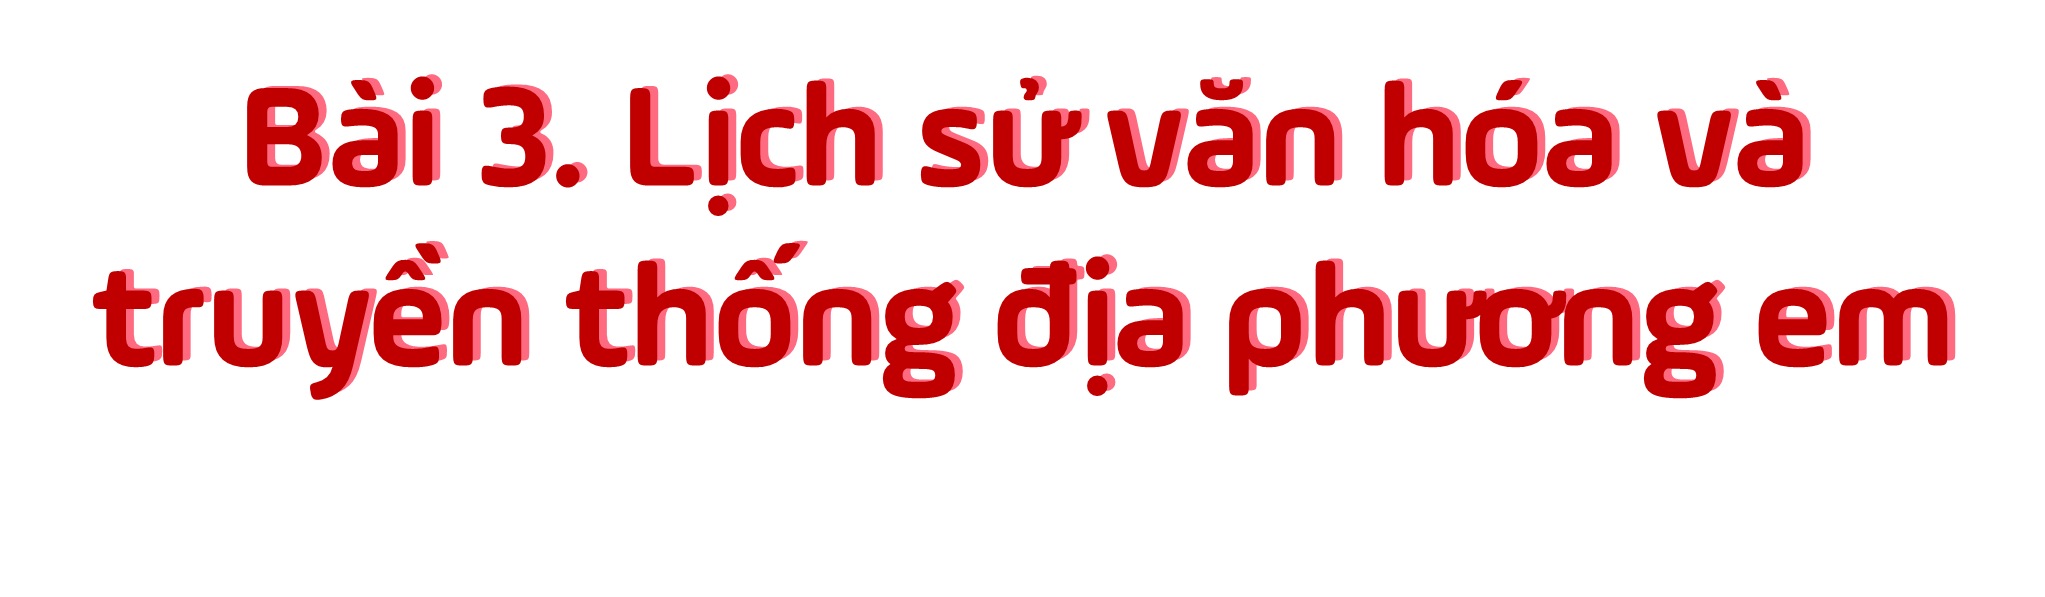 Bài 3. Lịch sử văn hóa và
truyền thống địa phương em